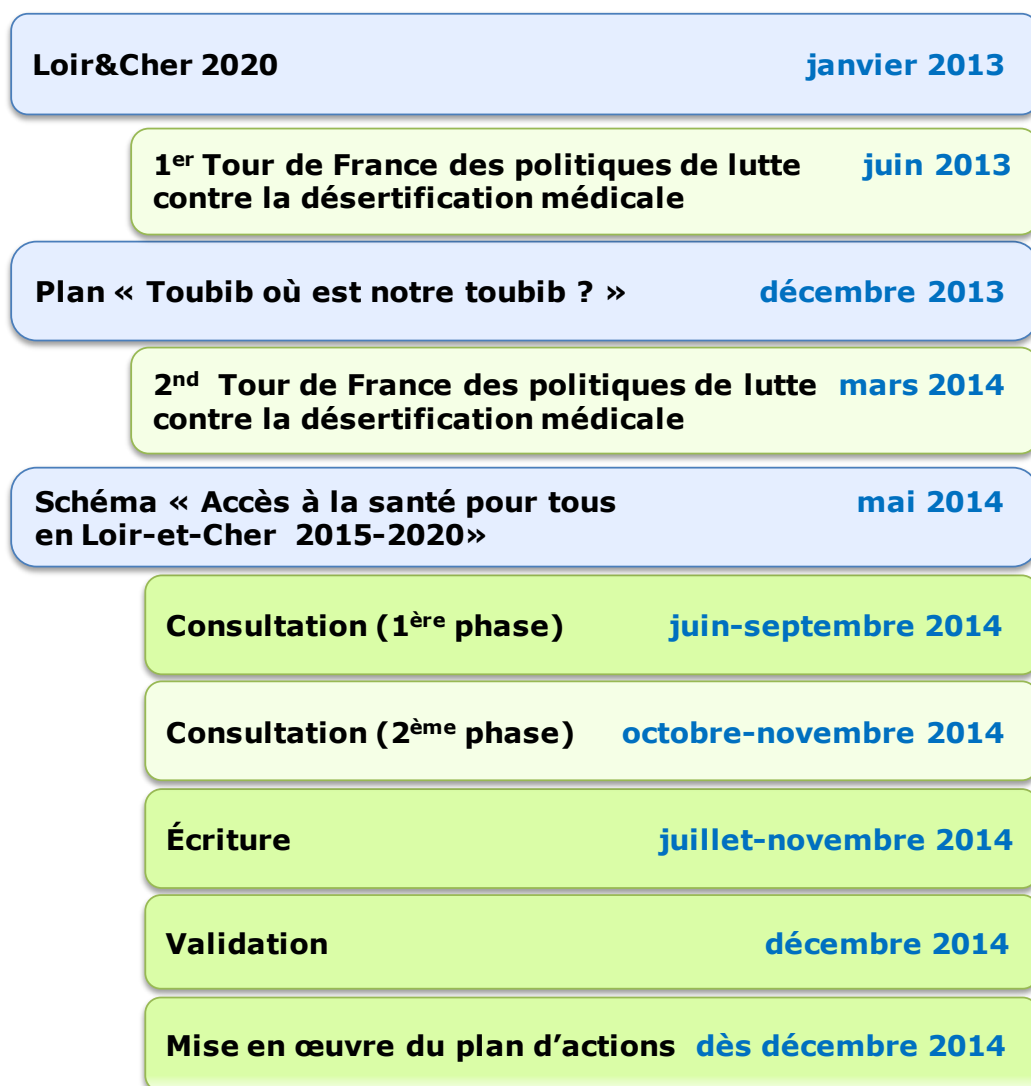 Loir&Cher 2020 janvier 2013
1er Tour de France des politiques de lutte juin 2013
contre la désertification médicale
Plan « Toubib où est notre toubib ? » décembre 2013
2nd Tour de France des politiques de lutte mars 2014
contre la désertification médicale
Schéma « Accès à la santé pour tous mai 2014
en Loir-et-Cher 2015-2020»
Consultation (1ère phase) juin-septembre 2014
Consultation (2ème phase) octobre-novembre 2014
Écriture juillet-novembre 2014
Validation décembre 2014
Mise en œuvre du plan d’actions dès décembre 2014